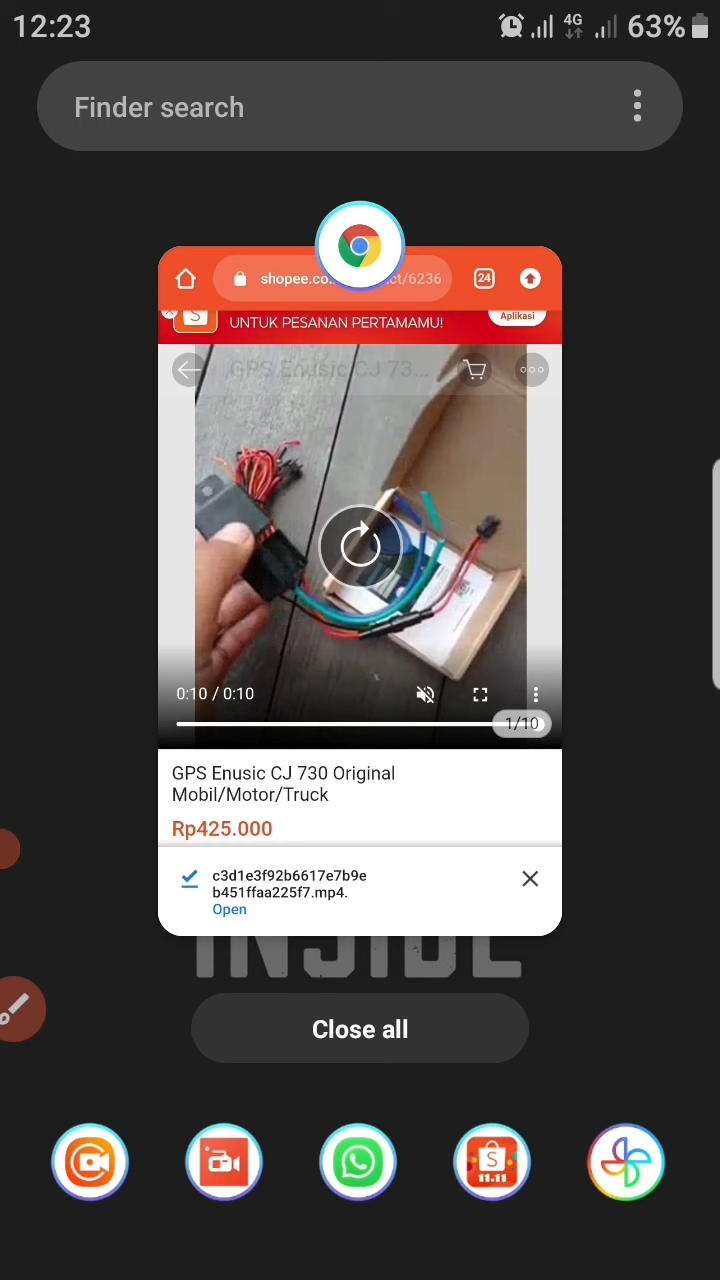 12:23
4G
63%
Finder search
shopee.co
ct/6236
24
UNTUK PESANAN PERTAMAMU!
Aplikasi
GPS Enusic CJ 73...
0:10 / 0:10
1/10
GPS Enusic CJ 730 Original
Mobil/Motor/Truck
Rp425.000
c3d1e3f92b6617e7b9e
b451ffaa225f7.mp4.
Open
INSIDE
Close all
S
11.11